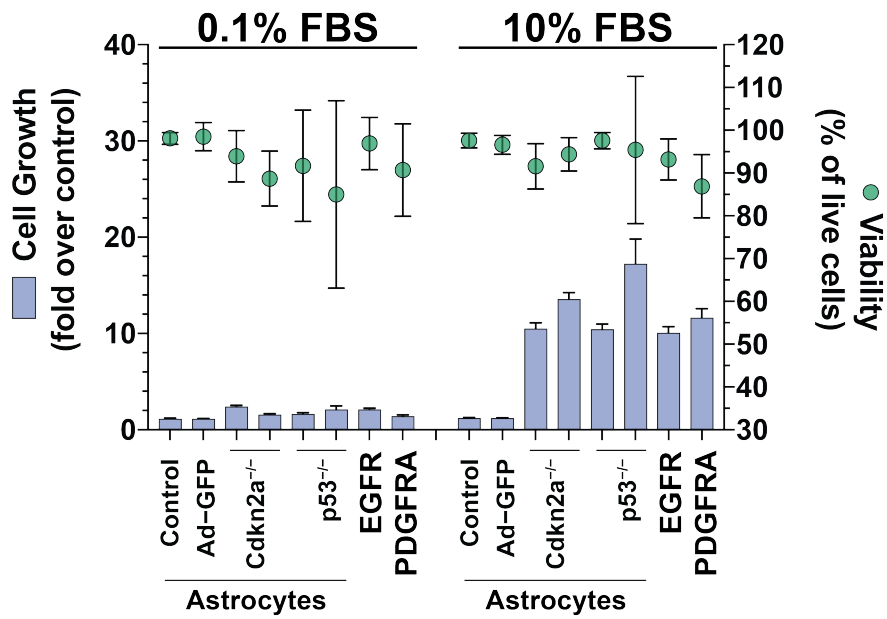 0.1% FBS
10% FBS
Cell Growth
(fold over control)
40
30
20
10
0
120
110
100
90
80
70
60
50
40
30
Viability
(% of live cells)
Control
Ad−GFP
Cdkn2a−/−
p53−/−
EGFR
PDGFRA
Astrocytes
Control
Ad−GFP
Cdkn2a−/−
p53−/−
EGFR
PDGFRA
Astrocytes